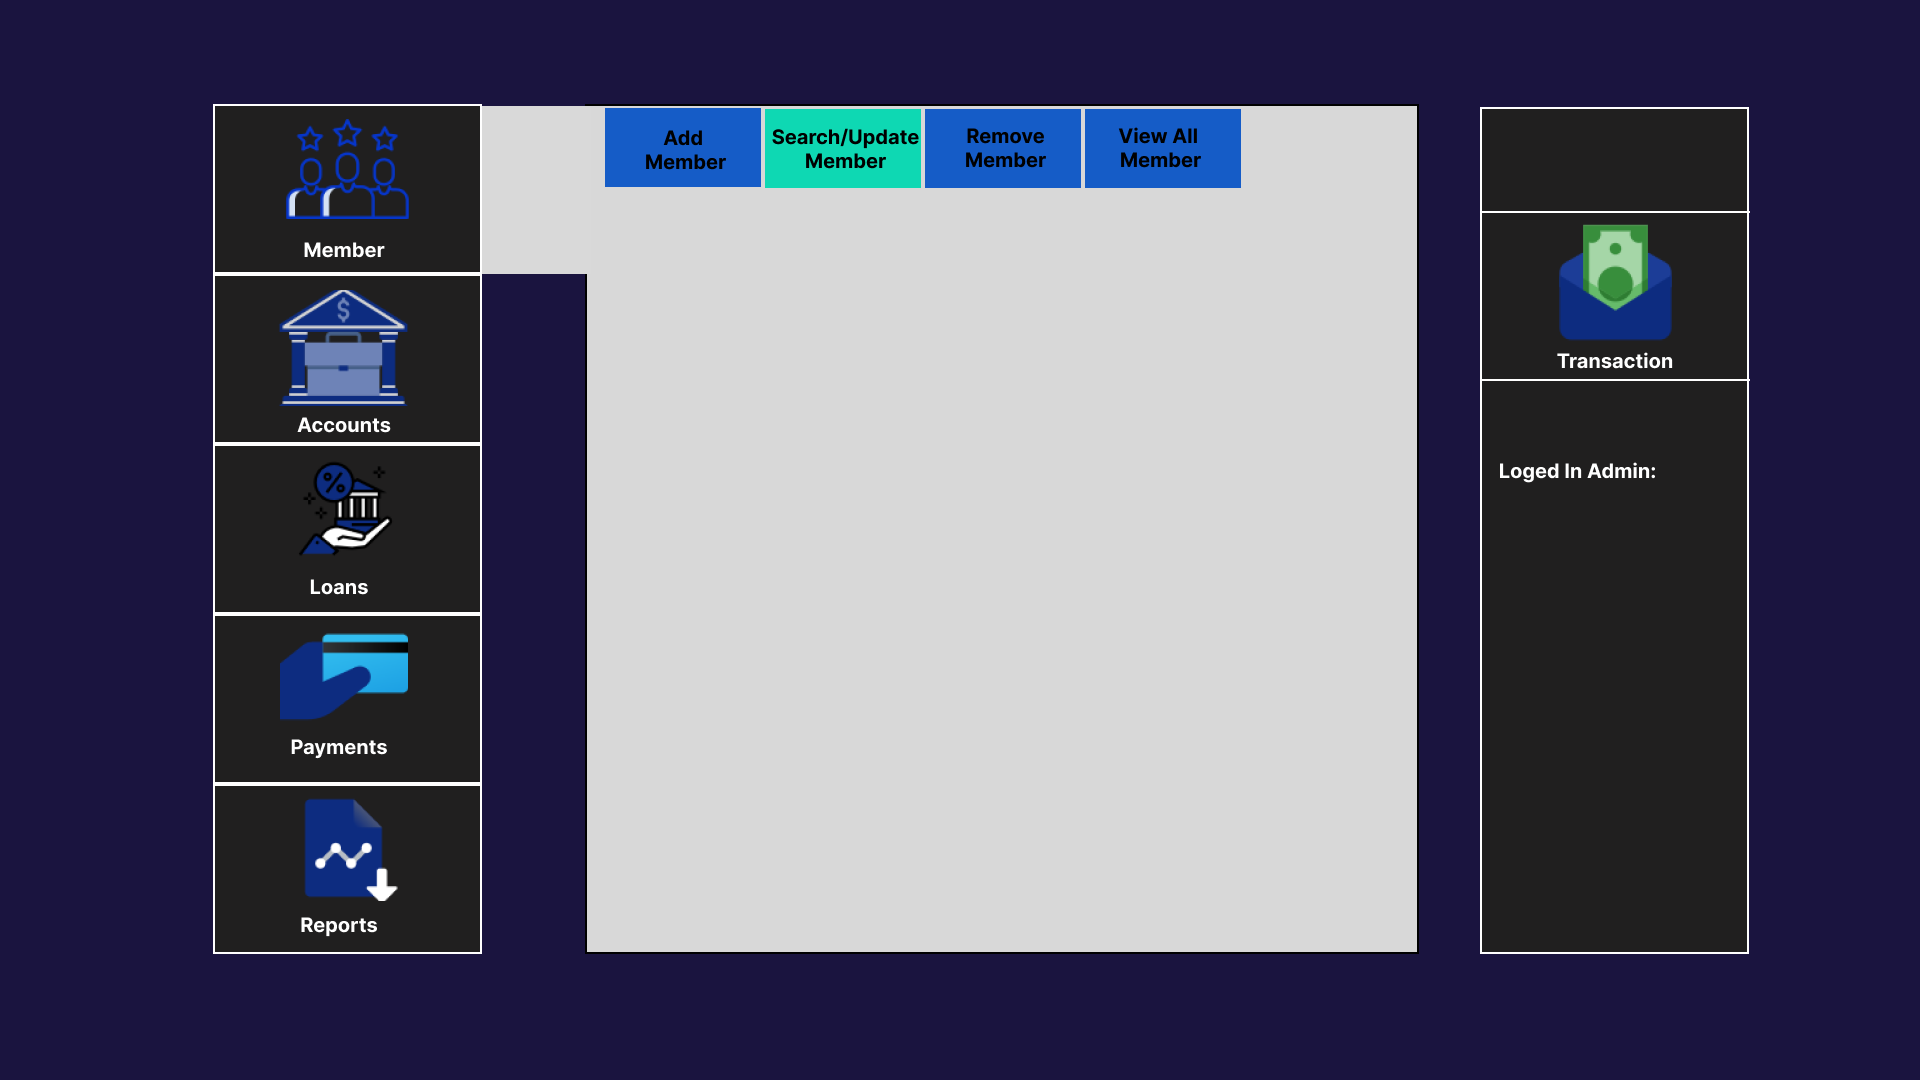 Member
Accounts
Loans
Payments
Reports
Add
Member
Search/Update
Member
Remove
Member
View All
Member
Transaction
Loged In Admin: